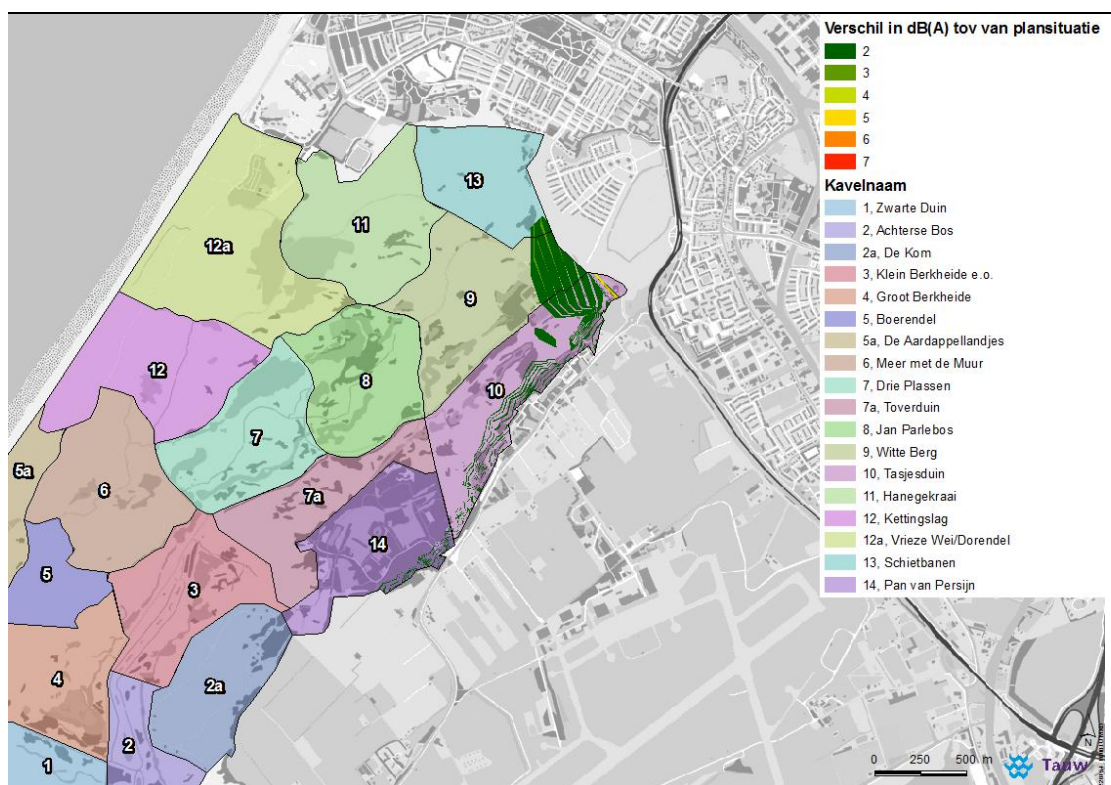 Verschil in dB(A) tov van plansituatie
2
3
4
5
6
7
Kavelnaam
1, Zwarte Duin
2, Achterse Bos
2a, De Kom
3, Klein Berkheide e.o.
4, Groot Berkheide
5, Boerendel
5a, De Aardappellandjes
6, Meer met de Muur
7, Drie Plassen
7a, Toverduin
8, Jan Parlebos
9, Witte Berg
10, Tasjesduin
11, Hanegekraai
12, Kettingslag
12a, Vrieze Wei/Dorendel
13, Schietbanen
14, Pan van Persijn
13
11
12a
9
12
8
10
7
5a
6
7a
14
5
3
4
2a
2
1
N
0 250 500 m
Tauw